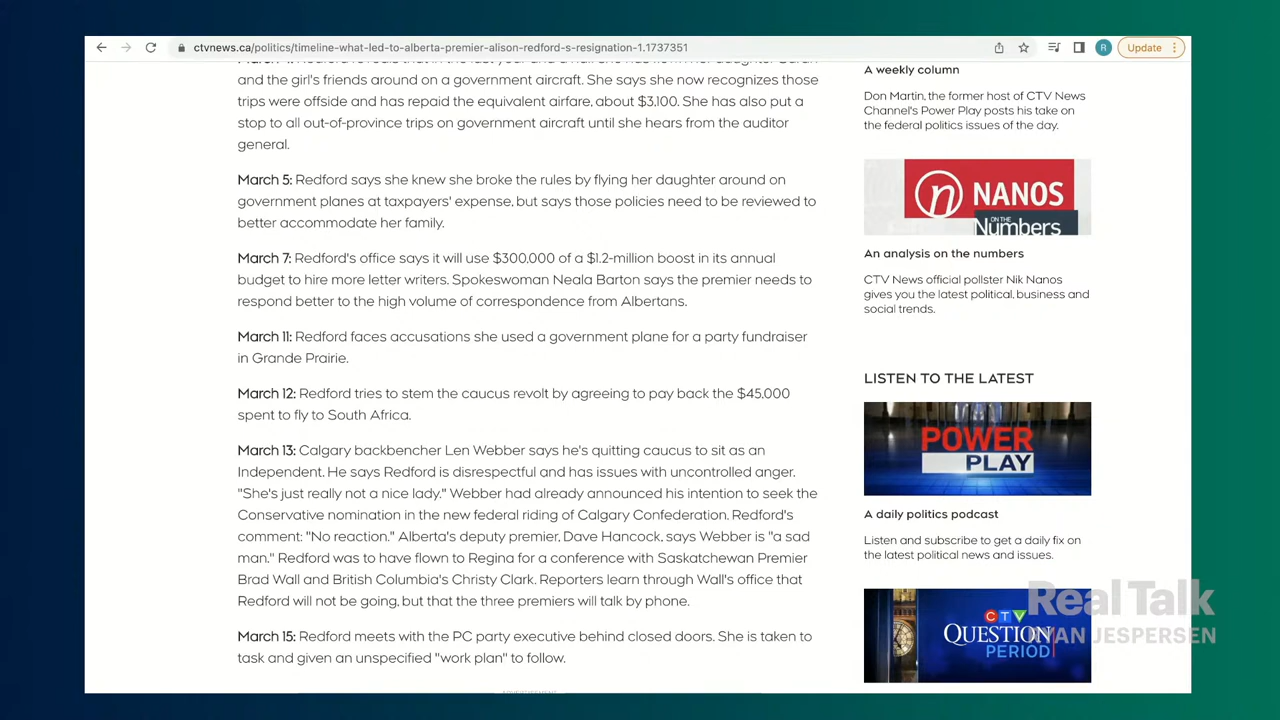 ctvnews.ca/politics/timeline-what-led-to-alberta-premier-alison-redford-s-resignation-1.1737351
R
Update
and the girl's friends around on a government aircraft. She says she now recognizes those
trips were offside and has repaid the equivalent airfare, about $3,100. She has also put a
stop to all out-of-province trips on government aircraft until she hears from the auditor
general.
March 5: Redford says she knew she broke the rules by flying her daughter around on
government planes at taxpayers' expense, but says those policies need to be reviewed to
better accommodate her family.
March 7: Redford's office says it will use $300,000 of a $1.2-million boost in its annual
budget to hire more letter writers. Spokeswoman Neala Barton says the premier needs to
respond better to the high volume of correspondence from Albertans.
March 11: Redford faces accusations she used a government plane for a party fundraiser
in Grande Prairie.
March 12: Redford tries to stem the caucus revolt by agreeing to pay back the $45,000
spent to fly to South Africa.
March 13: Calgary backbencher Len Webber says he's quitting caucus to sit as an
Independent. He says Redford is disrespectful and has issues with uncontrolled anger.
"She's just really not a nice lady." Webber had already announced his intention to seek the
Conservative nomination in the new federal riding of Calgary Confederation. Redford's
comment: "No reaction." Alberta's deputy premier, Dave Hancock, says Webber is "a sad
man." Redford was to have flown to Regina for a conference with Saskatchewan Premier
Brad Wall and British Columbia's Christy Clark. Reporters learn through Wall's office that
Redford will not be going, but that the three premiers will talk by phone.
March 15: Redford meets with the PC party executive behind closed doors. She is taken to
task and given an unspecified "work plan" to follow.
A weekly column
Don Martin, the former host of CTV News
Channel's Power Play posts his take on
the federal politics issues of the day.
n NANOS
ON THE
Numbers
An analysis on the numbers
CTV News official pollster Nik Nanos
gives you the latest political, business and
social trends.
LISTEN TO THE LATEST
POWER
PLAY
A daily politics podcast
Listen and subscribe to get a daily fix on
the latest political news and issues.
CTV
QUESTION
PERIOD
Real Talk
RYAN JESPERSEN